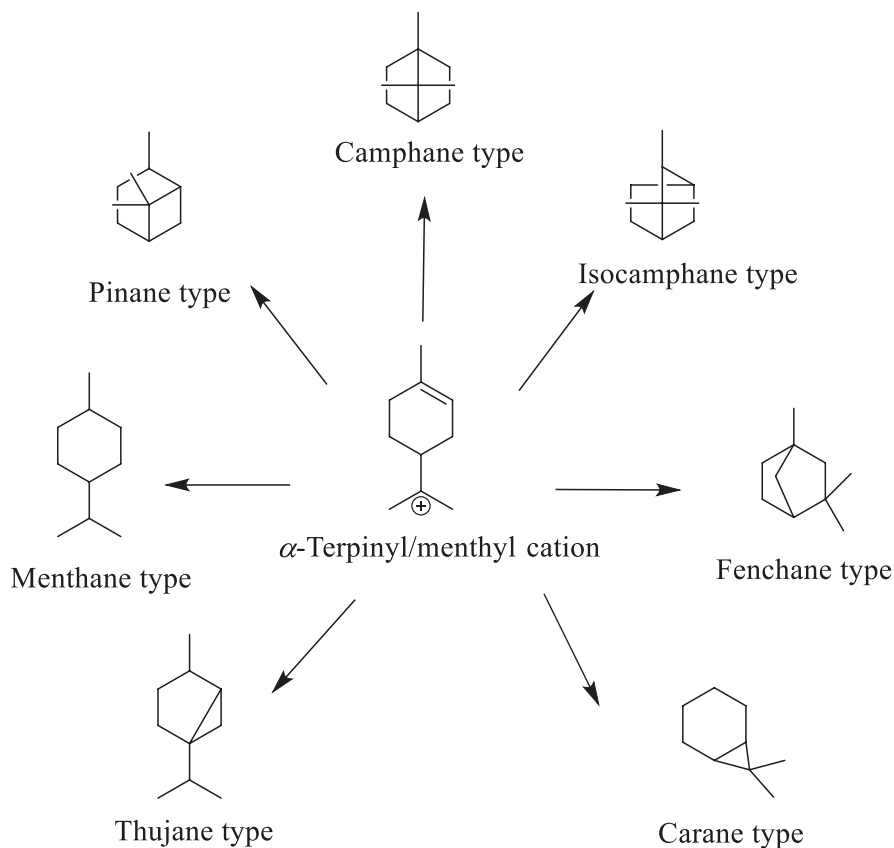 Camphane type
Pinane type
Isocamphane type
α-Terpinyl/menthyl cation
Menthane type
Fenchane type
Thujane type
Carane type